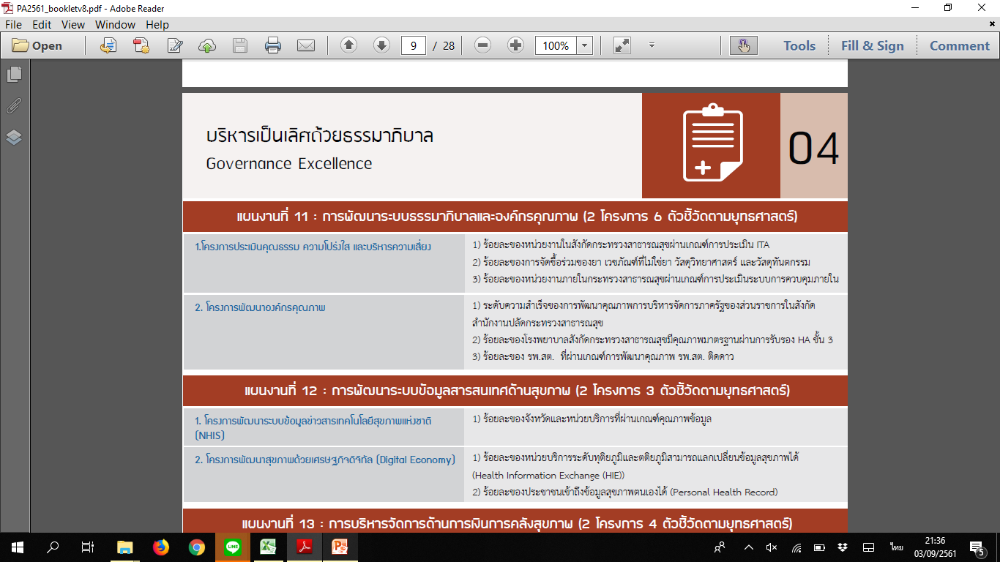 PA2561_bookletv8.pdf - Adobe Reader
File Edit View Window Help
Open 9 / 28 100% Tools Fill & Sign Comment
บริหารเป็นเลิศด้วยธรรมาภิบาล
Governance Excellence
04
แผนงานที่ 11 : การพัฒนาระบบธรรมาภิบาลและองค์กรคุณภาพ (2 โครงการ 6 ตัวชี้วัดตามยุทธศาสตร์)
1.โครงการประเมินคุณธรรม ความโปร่งใส และบริหารความเสี่ยง
1) ร้อยละของหน่วยงานในสังกัดกระทรวงสาธารณสุขผ่านเกณฑ์การประเมิน ITA
2) ร้อยละของการจัดซื้อร่วมของยา เวชภัณฑ์ที่ไม่ใช่ยา วัสดุวิทยาศาสตร์ และวัสดุทันตกรรม
3) ร้อยละของหน่วยงานภายในกระทรวงสาธารณสุขผ่านเกณฑ์การประเมินระบบการควบคุมภายใน
2. โครงการพัฒนาองค์กรคุณภาพ
1) ระดับความสำเร็จของการพัฒนาคุณภาพการบริหารจัดการภาครัฐของส่วนราชการในสังกัด
สำนักงานปลัดกระทรวงสาธารณสุข
2) ร้อยละของโรงพยาบาลสังกัดกระทรวงสาธารณสุขมีคุณภาพมาตรฐานผ่านการรับรอง HA ขั้น 3
3) ร้อยละของ รพ.สต. ที่ผ่านเกณฑ์การพัฒนาคุณภาพ รพ.สต. ติดดาว
แผนงานที่ 12 : การพัฒนาระบบข้อมูลสารสนเทศด้านสุขภาพ (2 โครงการ 3 ตัวชี้วัดตามยุทธศาสตร์)
1. โครงการพัฒนาระบบข้อมูลข่าวสารเทคโนโลยีสุขภาพแห่งชาติ
(NHIS)
1) ร้อยละของจังหวัดและหน่วยบริการที่ผ่านเกณฑ์คุณภาพข้อมูล
2. โครงการพัฒนาสุขภาพด้วยเศรษฐกิจดิจิทัล (Digital Economy)
1) ร้อยละของหน่วยบริการระดับทุติยภูมิและตติยภูมิสามารถแลกเปลี่ยนข้อมูลสุขภาพได้
(Health Information Exchange (HIE))
2) ร้อยละของประชาชนเข้าถึงข้อมูลสุขภาพตนเองได้ (Personal Health Record)
แผนงานที่ 13 : การบริหารจัดการด้านการเงินการคลังสุขภาพ (2 โครงการ 4 ตัวชี้วัดตามยุทธศาสตร์)
LINE
ไทย
21:36
03/09/2561
5